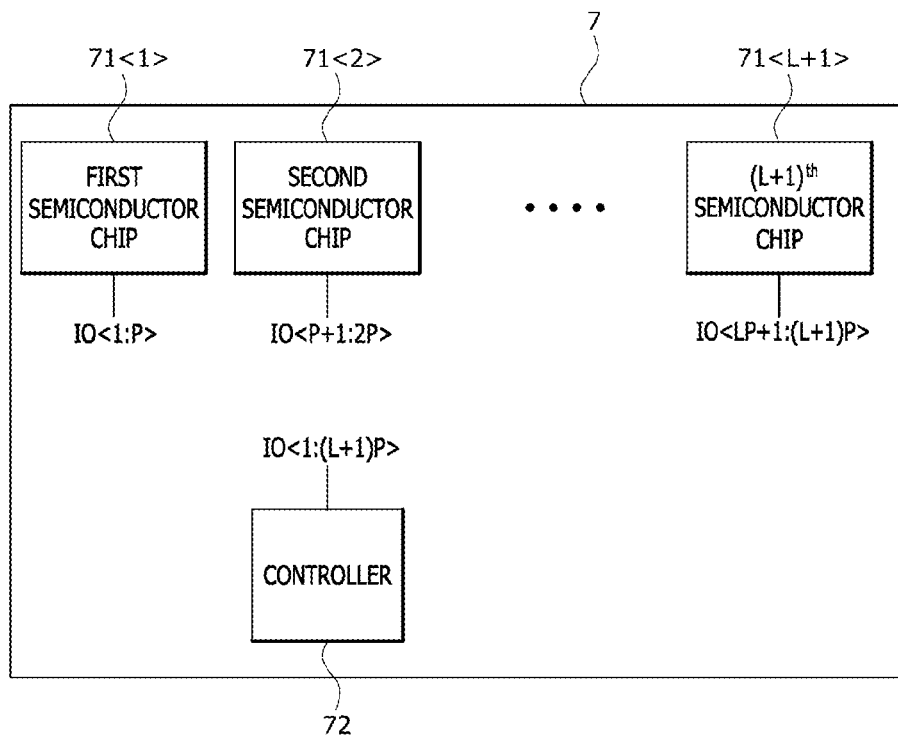 7
71<1>
71<2>
71<L+1>
FIRST
SEMICONDUCTOR
CHIP
SECOND
SEMICONDUCTOR
CHIP
(L+1)th
SEMICONDUCTOR
CHIP
IO<1:P>
IO<P+1:2P>
IO<LP+1:(L+1)P>
IO<1:(L+1)P>
CONTROLLER
72